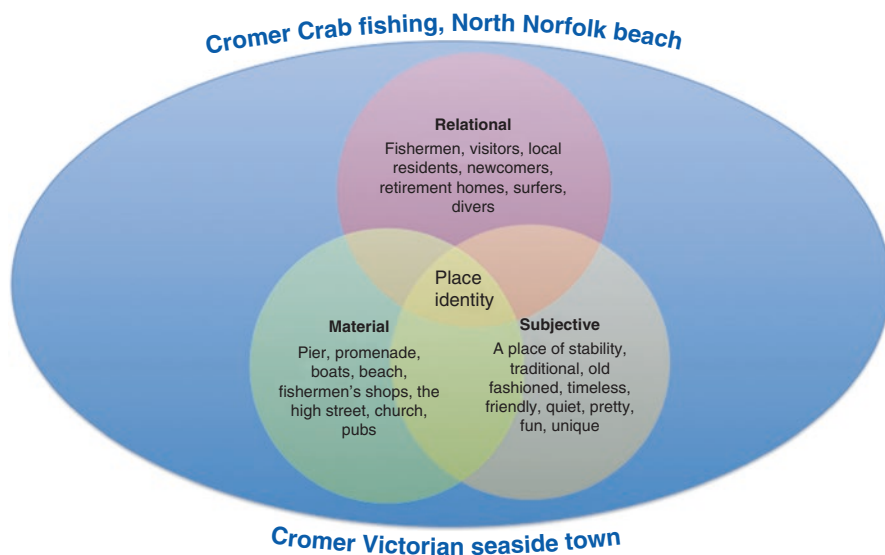 Cromer Crab fishing, North Norfolk beach
Relational
Fishermen, visitors, local
residents, newcomers,
retirement homes, surfers,
divers
Place
identity
Material
Pier, promenade,
boats, beach,
fishermen's shops, the
high street, church,
pubs
Subjective
A place of stability,
traditional, old
fashioned, timeless,
friendly, quiet, pretty,
fun, unique
Cromer Victorian seaside town